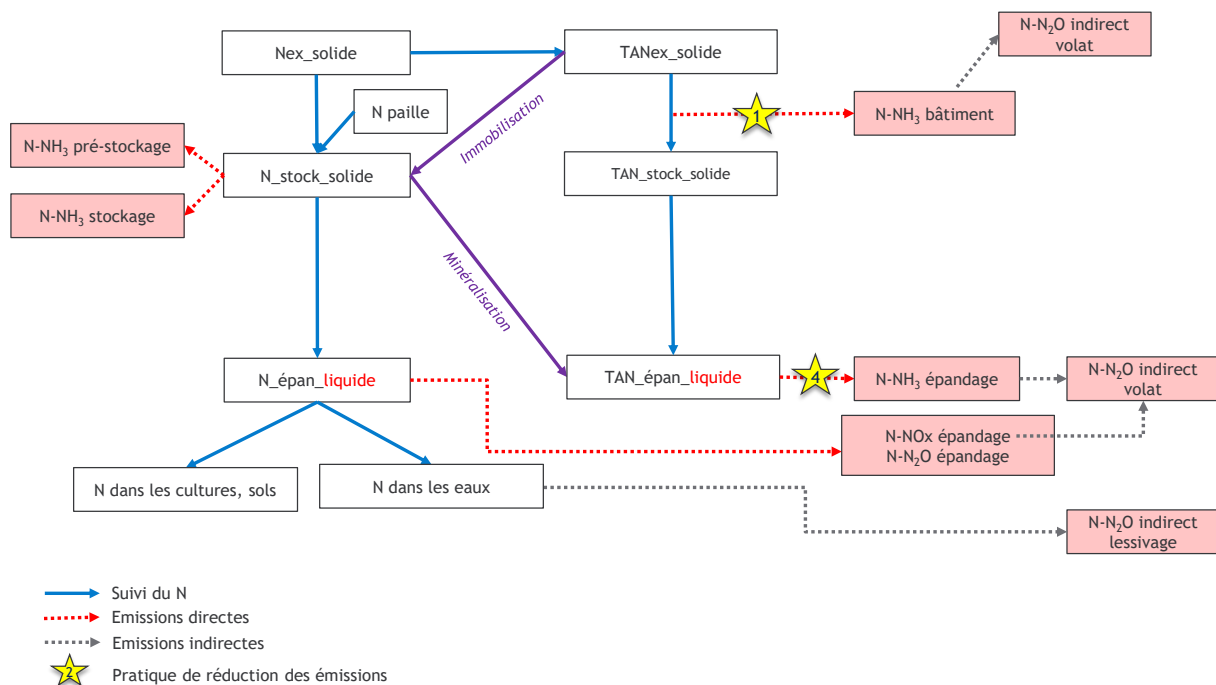 Nex_solide
TANex_solide
N-N₂O indirect
volat
N paille
Immobilisation
1
N-NH₃ bâtiment
N-NH₃ pré-stockage
N_stock_solide
TAN_stock_solide
N-NH₃ stockage
Minéralisation
N_épan_liquide
TAN_épan_liquide
4
N-NH₃ épandage
N-N₂O indirect
volat
N-NOx épandage
N-N₂O épandage
N dans les cultures, sols
N dans les eaux
N-N₂O indirect
lessivage
Suivi du N
Emissions directes
Emissions indirectes
2
Pratique de réduction des émissions